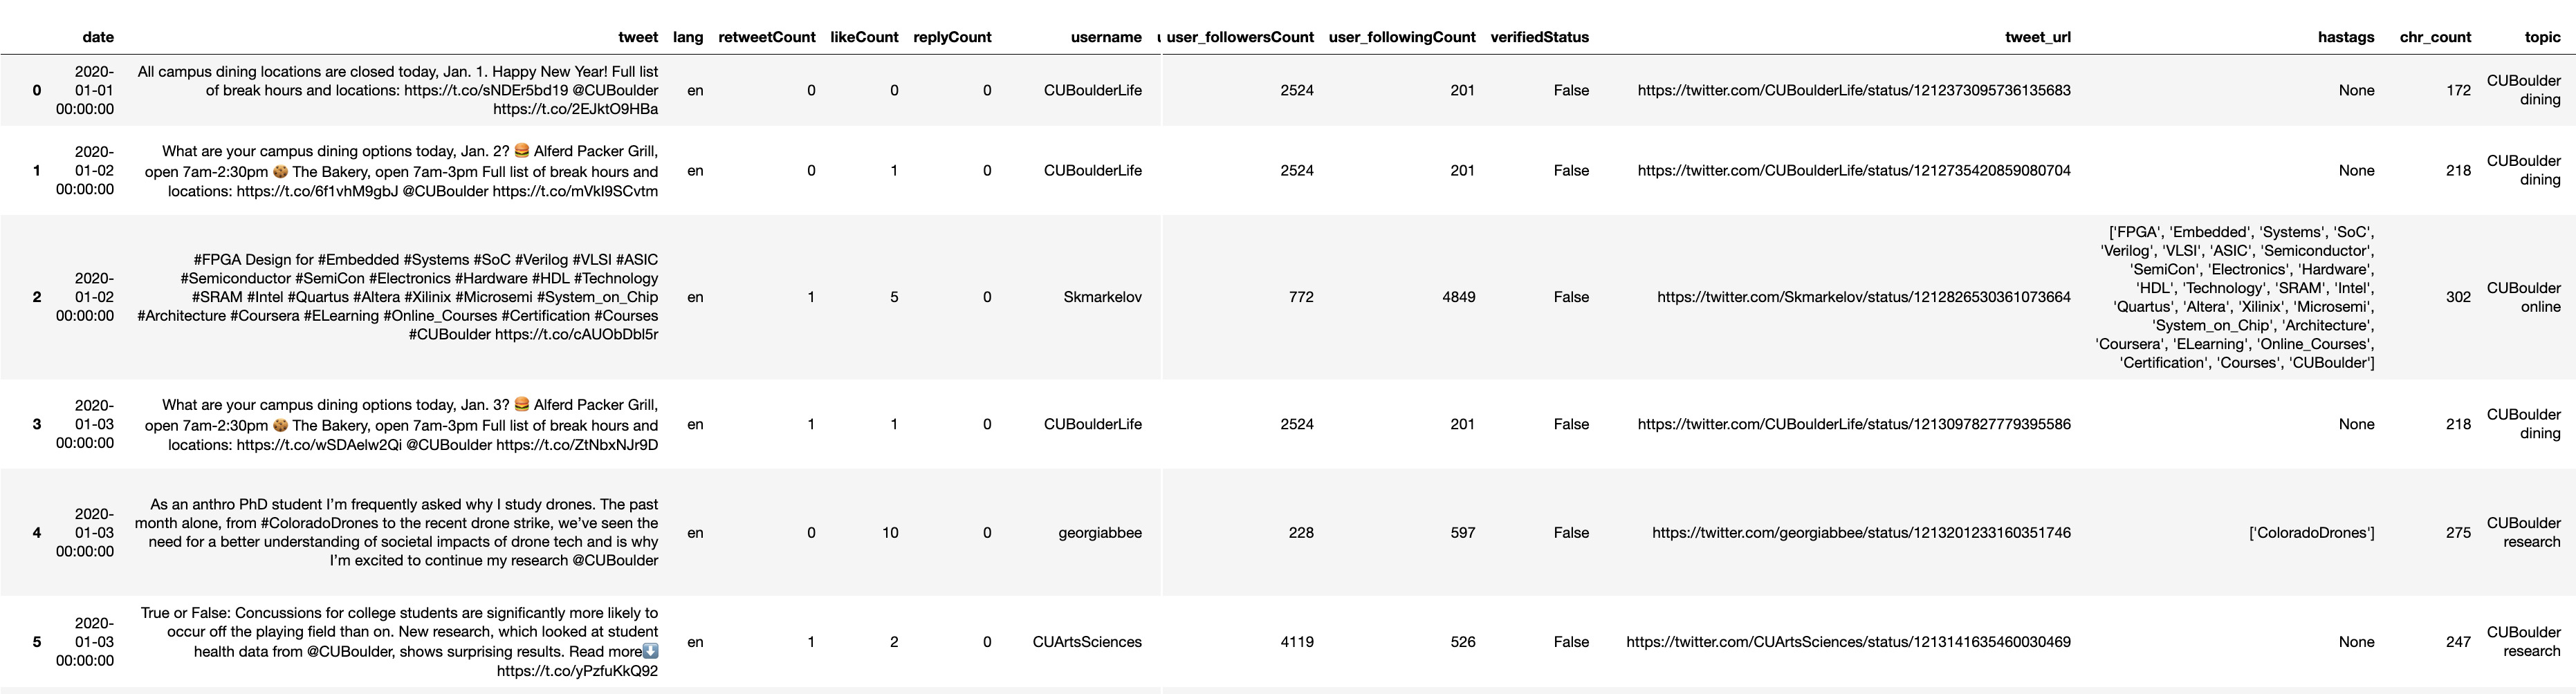 date tweet lang retweetCount likeCount replyCount username u user_followersCount user_followingCount verifiedStatus tweet_url hastags chr_count topic
0
2020-
01-01
00:00:00
All campus dining locations are closed today, Jan. 1. Happy New Year! Full list
of break hours and locations: https://t.co/sNDEr5bd19 @CUBoulder
https://t.co/2EJktO9HBa
en 0 0 0 CUBoulderLife 2524 201 False https://twitter.com/CUBoulderLife/status/1212373095736135683 None 172
CUBoulder
dining
1
2020-
01-02
00:00:00
What are your campus dining options today, Jan. 2? 🍔 Alferd Packer Grill,
open 7am-2:30pm 🍪 The Bakery, open 7am-3pm Full list of break hours and
locations: https://t.co/6f1vhM9gbJ @CUBoulder https://t.co/mVkI9SCvtm
en 0 1 0 CUBoulderLife 2524 201 False https://twitter.com/CUBoulderLife/status/1212735420859080704 None 218
CUBoulder
dining
2
2020-
01-02
00:00:00
#FPGA Design for #Embedded #Systems #SoC #Verilog #VLSI #ASIC
#Semiconductor #SemiCon #Electronics #Hardware #HDL #Technology
#SRAM #Intel #Quartus #Altera #Xilinix #Microsemi #System_on_Chip
#Architecture #Coursera #ELearning #Online_Courses #Certification #Courses
#CUBoulder https://t.co/cAUObDbl5r
en 1 5 0 Skmarkelov 772 4849 False https://twitter.com/Skmarkelov/status/1212826530361073664
['FPGA', 'Embedded', 'Systems', 'SoC',
'Verilog', 'VLSI', 'ASIC', 'Semiconductor',
'SemiCon', 'Electronics', 'Hardware',
'HDL', 'Technology', 'SRAM', 'Intel',
'Quartus', 'Altera', 'Xilinix', 'Microsemi',
'System_on_Chip', 'Architecture',
'Coursera', 'ELearning', 'Online_Courses',
'Certification', 'Courses', 'CUBoulder']
302
CUBoulder
online
3
2020-
01-03
00:00:00
What are your campus dining options today, Jan. 3? 🍔 Alferd Packer Grill,
open 7am-2:30pm 🍪 The Bakery, open 7am-3pm Full list of break hours and
locations: https://t.co/wSDAelw2Qi @CUBoulder https://t.co/ZtNbxNJr9D
en 1 1 0 CUBoulderLife 2524 201 False https://twitter.com/CUBoulderLife/status/1213097827779395586 None 218
CUBoulder
dining
4
2020-
01-03
00:00:00
As an anthro PhD student I’m frequently asked why I study drones. The past
month alone, from #ColoradoDrones to the recent drone strike, we’ve seen the
need for a better understanding of societal impacts of drone tech and is why
I’m excited to continue my research @CUBoulder
en 0 10 0 georgiabbee 228 597 False https://twitter.com/georgiabbee/status/1213201233160351746 ['ColoradoDrones'] 275
CUBoulder
research
5
2020-
01-03
00:00:00
True or False: Concussions for college students are significantly more likely to
occur off the playing field than on. New research, which looked at student
health data from @CUBoulder, shows surprising results. Read more⬇️
https://t.co/yPzfuKkQ92
en 1 2 0 CUArtsSciences 4119 526 False https://twitter.com/CUArtsSciences/status/1213141635460030469 None 247
CUBoulder
research